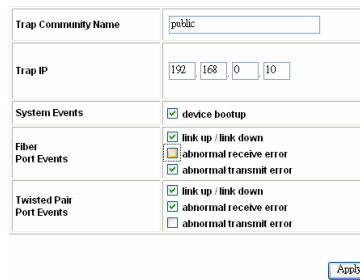 Trap Community Name public
Trap IP 192 . 168 . 0 . 10
System Events device bootup
Fiber
Port Events
link up / link down
abnormal receive error
abnormal transmit error
Twisted Pair
Port Events
link up / link down
abnormal receive error
abnormal transmit error
Apply